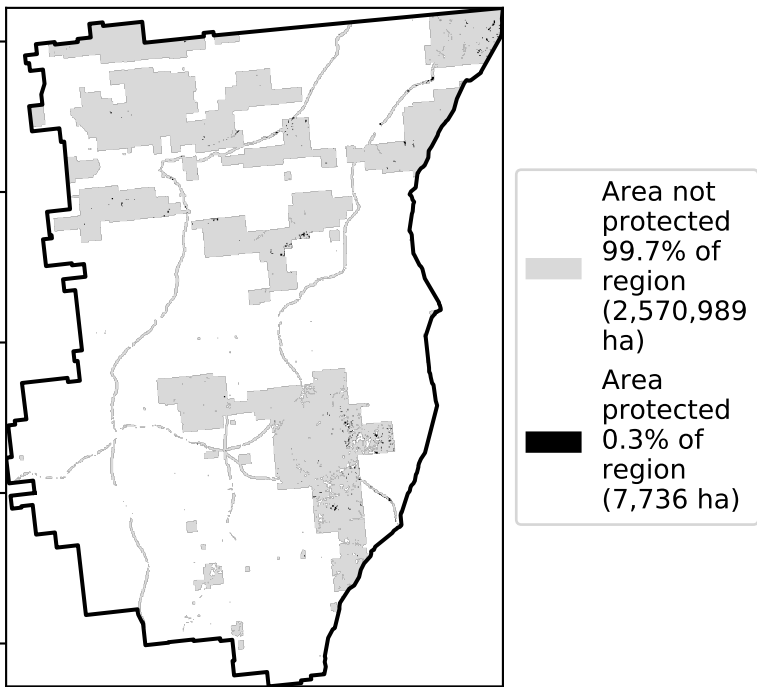 Area not
protected
99.7% of
region
(2,570,989
ha)
Area
protected
0.3% of
region
(7,736 ha)